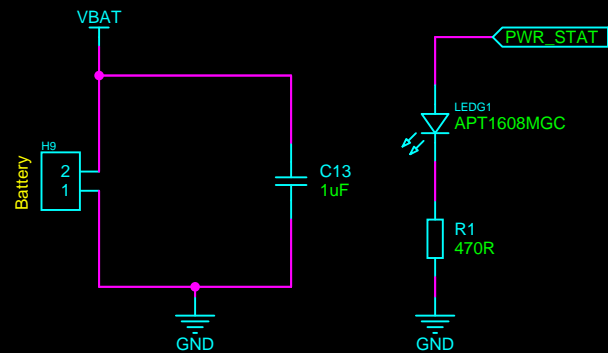 VBAT
H9
Battery
2
1
C13
1uF
GND
PWR_STAT
LEDG1
APT1608MGC
R1
470R
GND